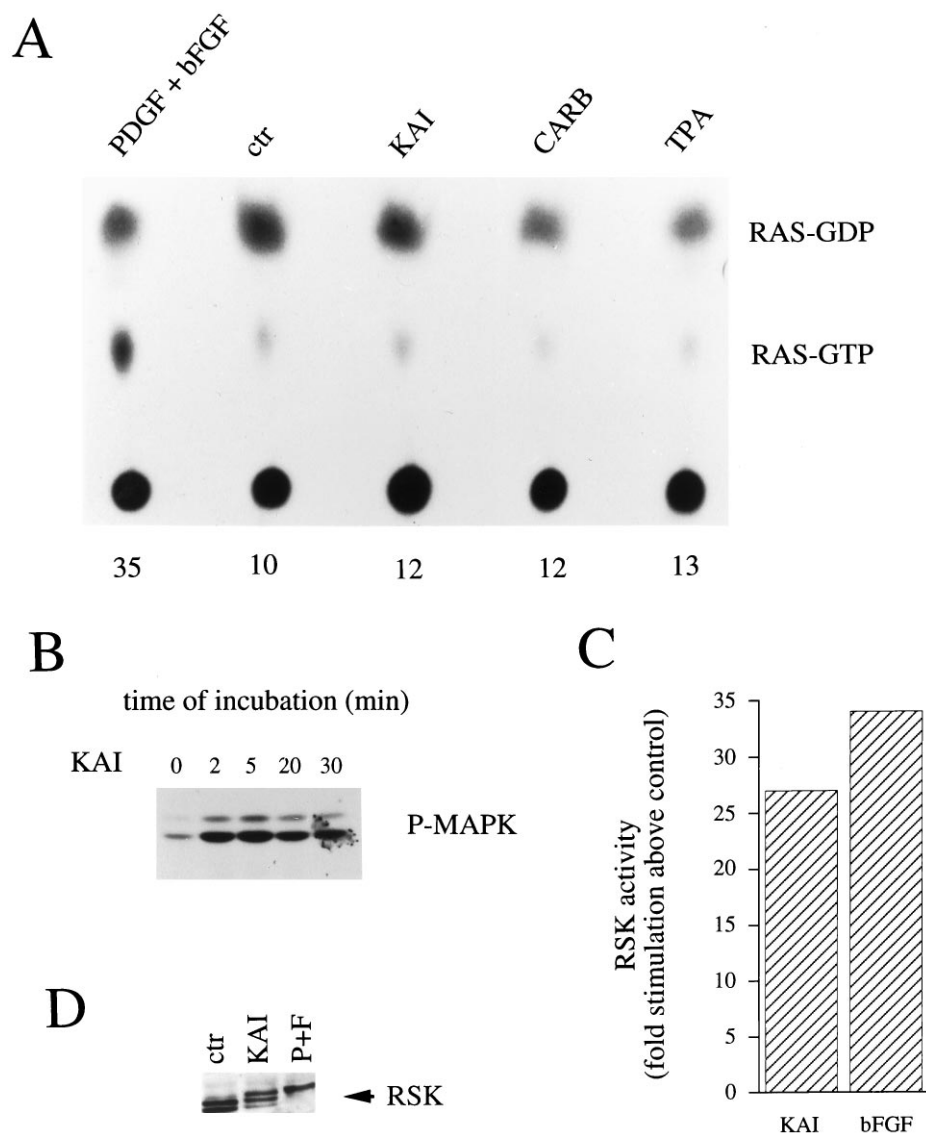 A
PDGF + bFGF
ctr
KAI
CARB
TPA
RAS-GDP
RAS-GTP
35 10 12 12 13
B
time of incubation (min)
KAI 0 2 5 20 30
P-MAPK
C
RSK activity
(fold stimulation above control)
35
30
25
20
15
10
5
0
KAI bFGF
D
ctr
KAI
P+F
RSK